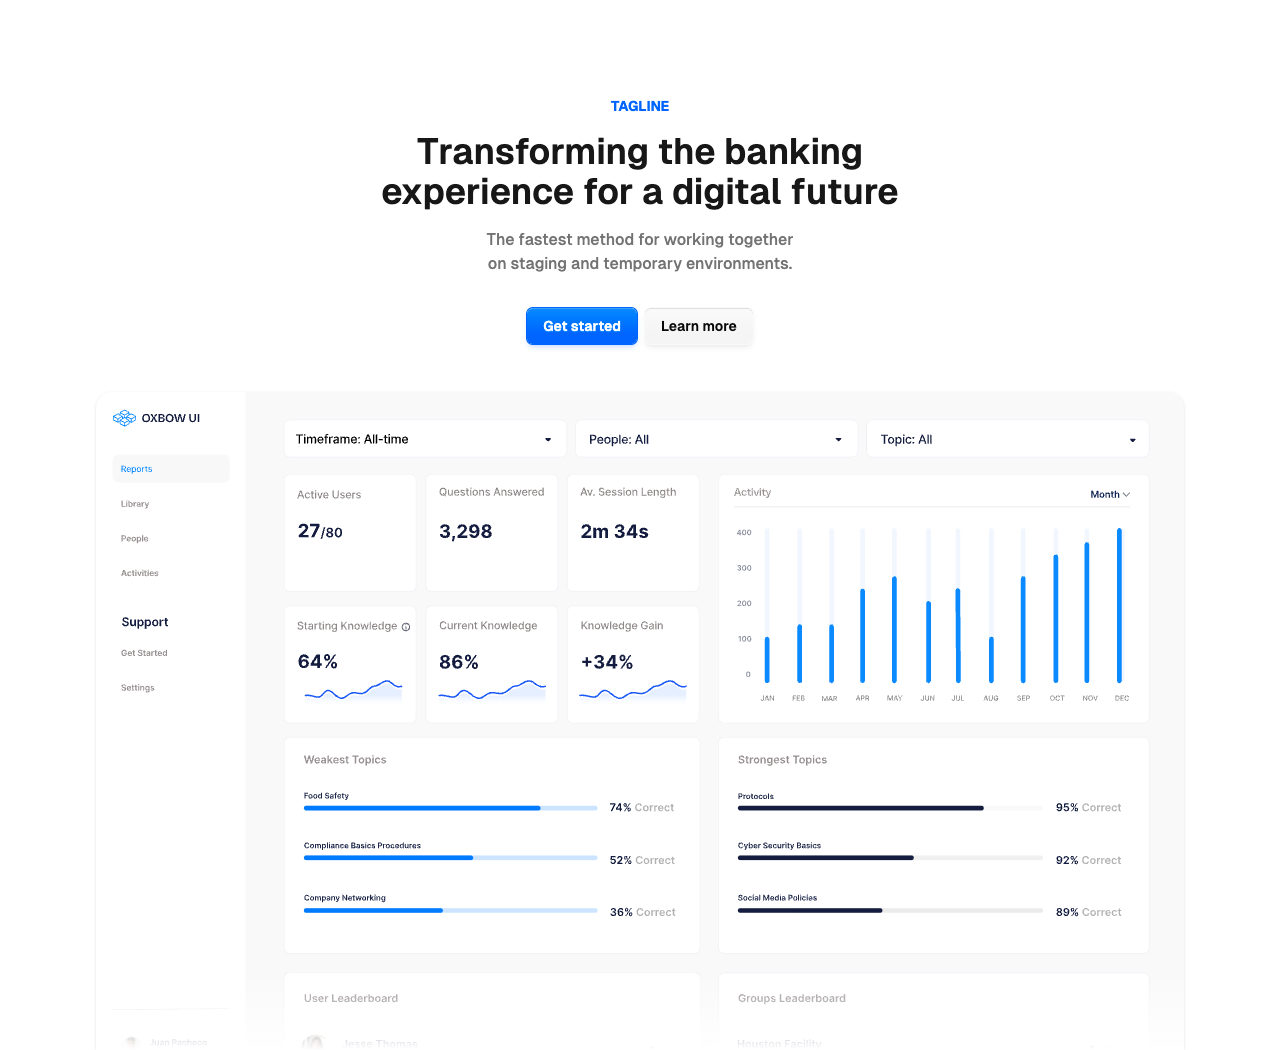 TAGLINE
Transforming the banking
experience for a digital future
The fastest method for working together
on staging and temporary environments.
Get started
Learn more
OXBOW UI
Reports
Library
People
Activities
Support
Get Started
Settings
Juan Pacheco
Timeframe: All-time
People: All
Topic: All
Active Users
27/80
Questions Answered
3,298
Av. Session Length
2m 34s
Starting Knowledge
64%
Current Knowledge
86%
Knowledge Gain
+34%
Activity
Month
400
300
200
100
0
JAN FEB MAR APR MAY JUN JUL AUG SEP OCT NOV DEC
Weakest Topics
Food Safety
74% Correct
Compliance Basics Procedures
52% Correct
Company Networking
36% Correct
Strongest Topics
Protocols
95% Correct
Cyber Security Basics
92% Correct
Social Media Policies
89% Correct
User Leaderboard
Jesse Thomas
Groups Leaderboard
Houston Facility